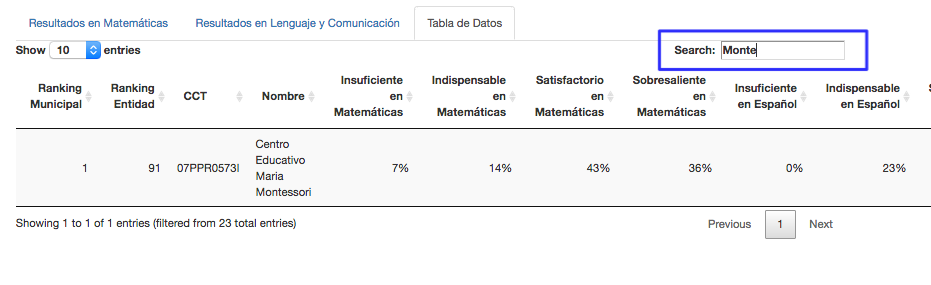 Resultados en Matemáticas Resultados en Lenguaje y Comunicación Tabla de Datos
Show 10 entries Search: Monte
Ranking Municipal Ranking Entidad CCT Nombre Insuficiente en Matemáticas Indispensable en Matemáticas Satisfactorio en Matemáticas Sobresaliente en Matemáticas Insuficiente en Español Indispensable en Español S
1 91 07PPR0573I Centro Educativo Maria Montessori 7% 14% 43% 36% 0% 23%
Showing 1 to 1 of 1 entries (filtered from 23 total entries) Previous 1 Next